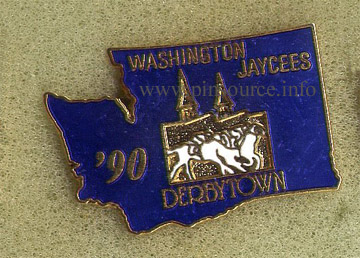 WASHINGTON
JAYCEES
www.pinsource.info
'90
DERBYTOWN